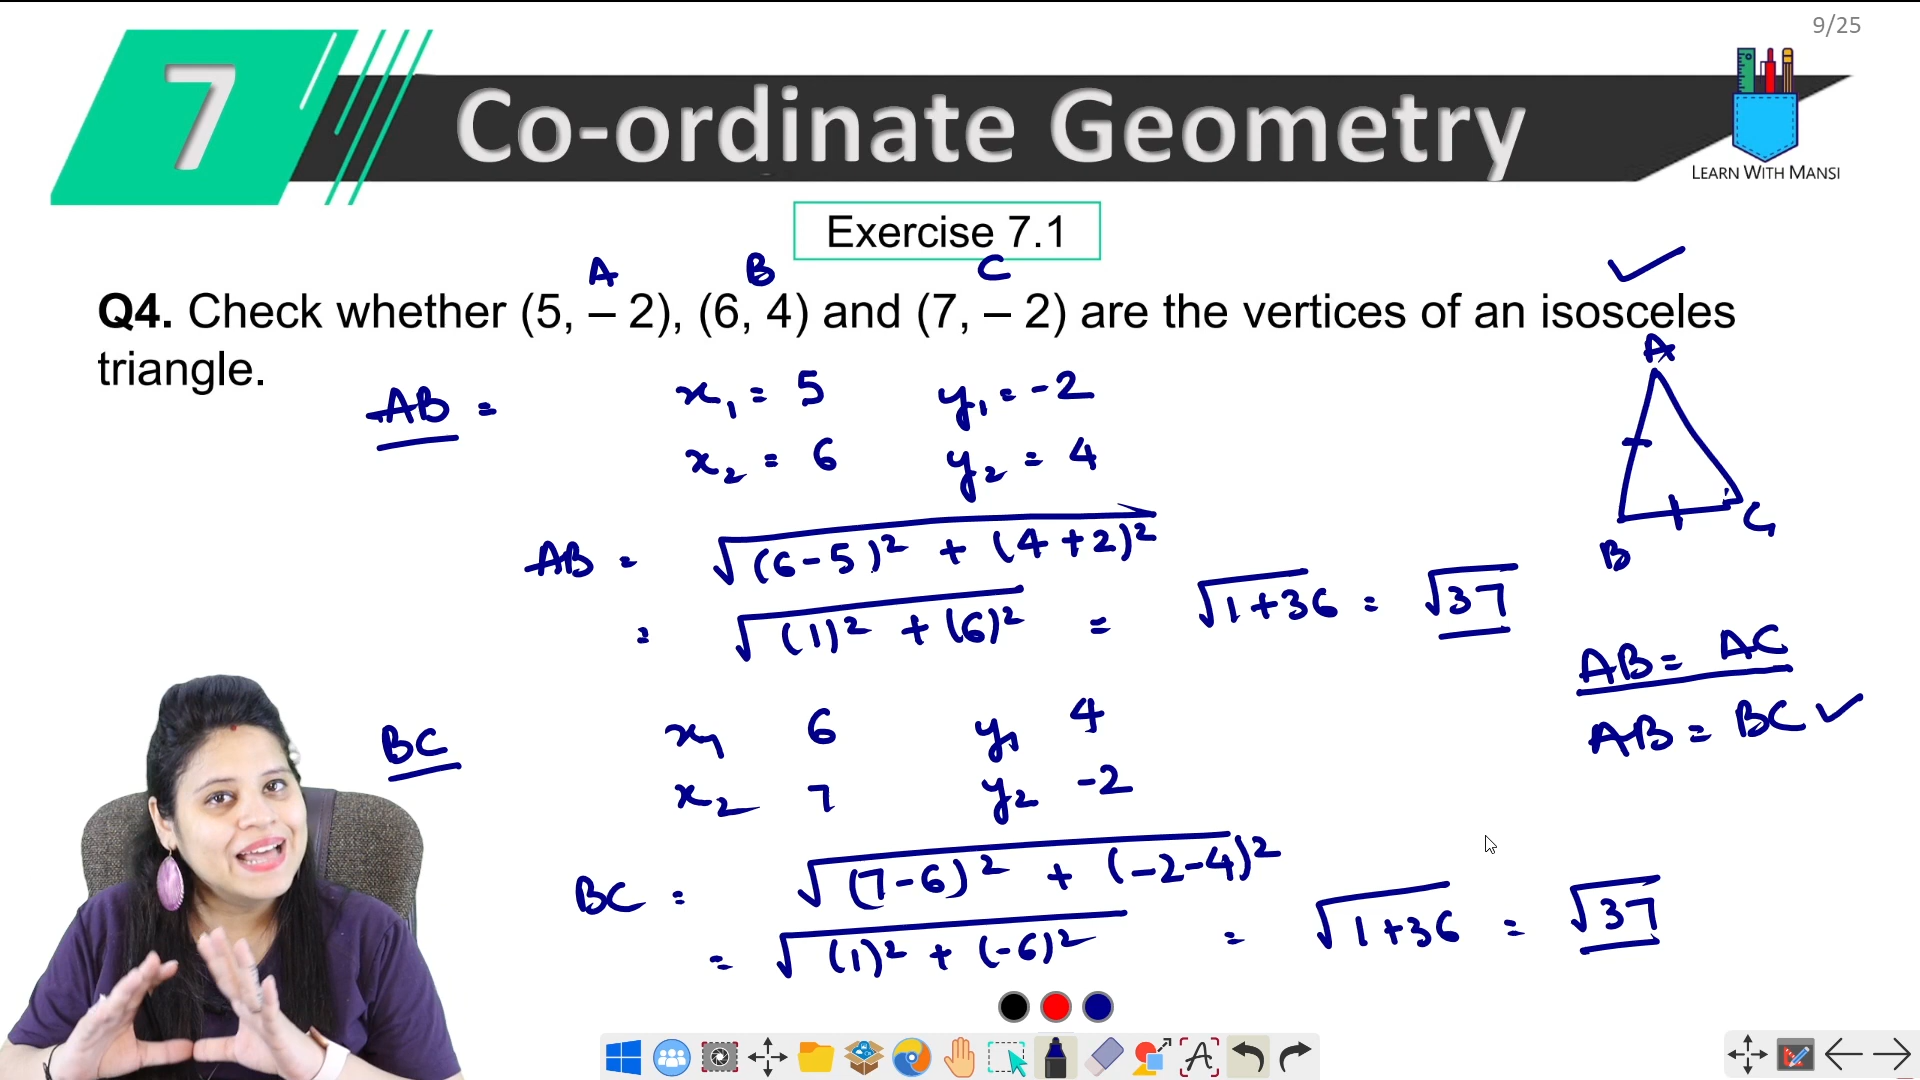 9/25
7 Co-ordinate Geometry
LEARN WITH MANSI
Exercise 7.1
A B C
Q4. Check whether (5, – 2), (6, 4) and (7, – 2) are the vertices of an isosceles
triangle.
A
AB = x₁ = 5 y₁ = -2
x₂ = 6 y₂ = 4
B C
AB = √(6-5)² + (4+2)²
= √(1)² + (6)² = √1+36 = √37
AB = AC
AB = BC ✓
BC x₁ 6 y₁ 4
x₂ 7 y₂ -2
BC = √(7-6)² + (-2-4)²
= √(1)² + (-6)² = √1+36 = √37